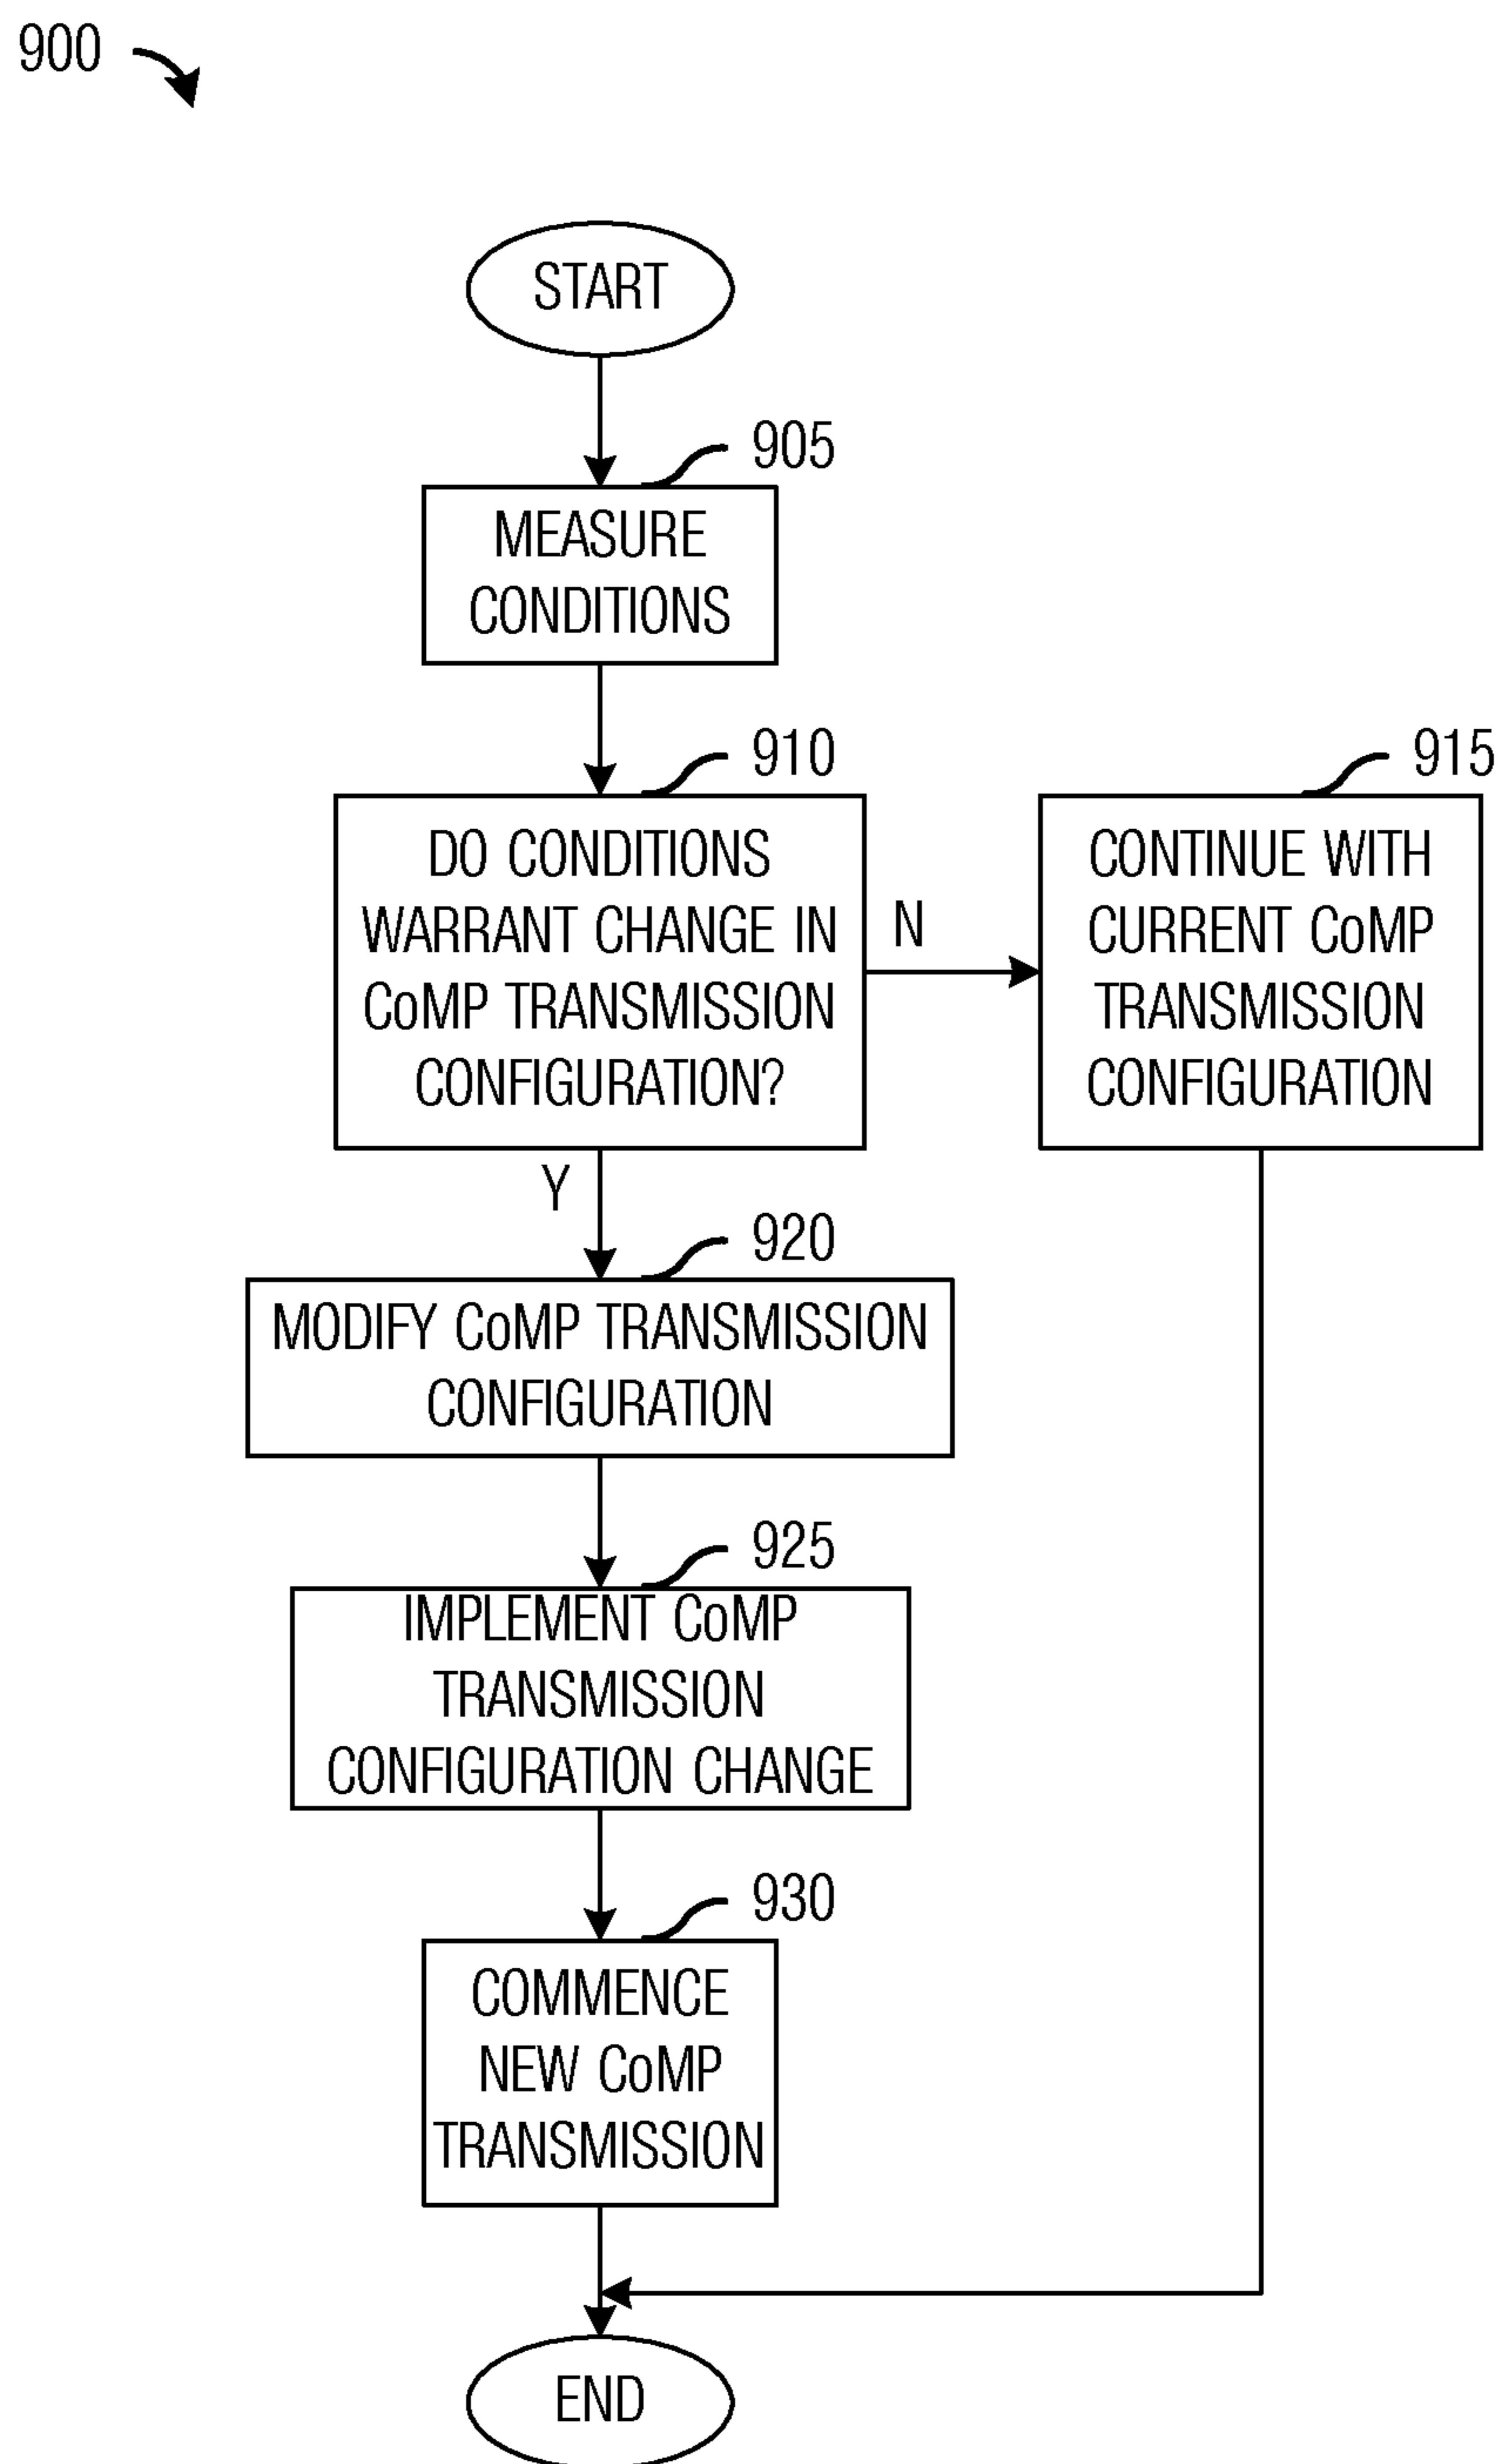 900
START
905
MEASURE
CONDITIONS
910
DO CONDITIONS
WARRANT CHANGE IN
CoMP TRANSMISSION
CONFIGURATION?
N
915
CONTINUE WITH
CURRENT CoMP
TRANSMISSION
CONFIGURATION
Y
920
MODIFY CoMP TRANSMISSION
CONFIGURATION
925
IMPLEMENT CoMP
TRANSMISSION
CONFIGURATION CHANGE
930
COMMENCE
NEW CoMP
TRANSMISSION
END